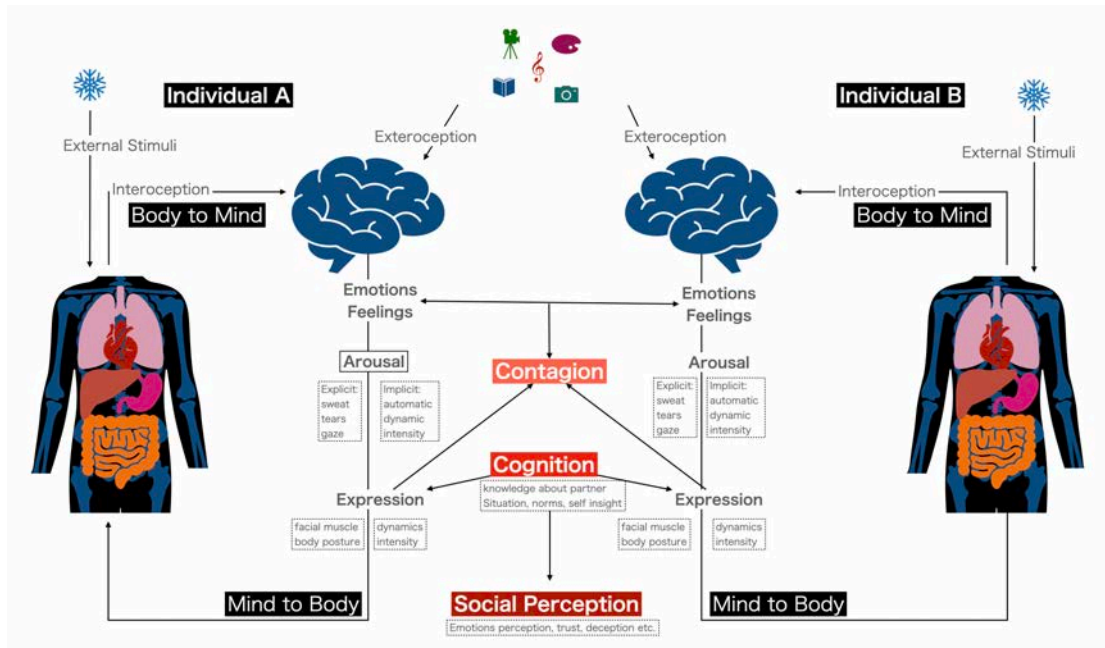 Individual A
Individual B
External Stimuli
Exteroception
Exteroception
External Stimuli
Interoception
Body to Mind
Interoception
Body to Mind
Emotions
Feelings
Emotions
Feelings
Arousal
Contagion
Arousal
Explicit:
sweat
tears
gaze
Implicit:
automatic
dynamic
intensity
Explicit:
sweat
tears
gaze
Implicit:
automatic
dynamic
intensity
Cognition
knowledge about partner
Situation, norms, self insight
Expression
Expression
facial muscle
body posture
dynamics
intensity
facial muscle
body posture
dynamics
intensity
Mind to Body
Social Perception
Mind to Body
Emotions perception, trust, deception etc.